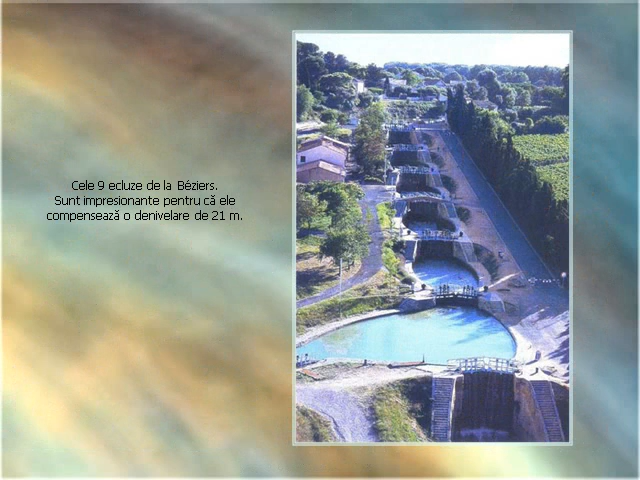 Cele 9 ecluze de la Béziers.
Sunt impresionante pentru că ele
compensează o denivelare de 21 m.